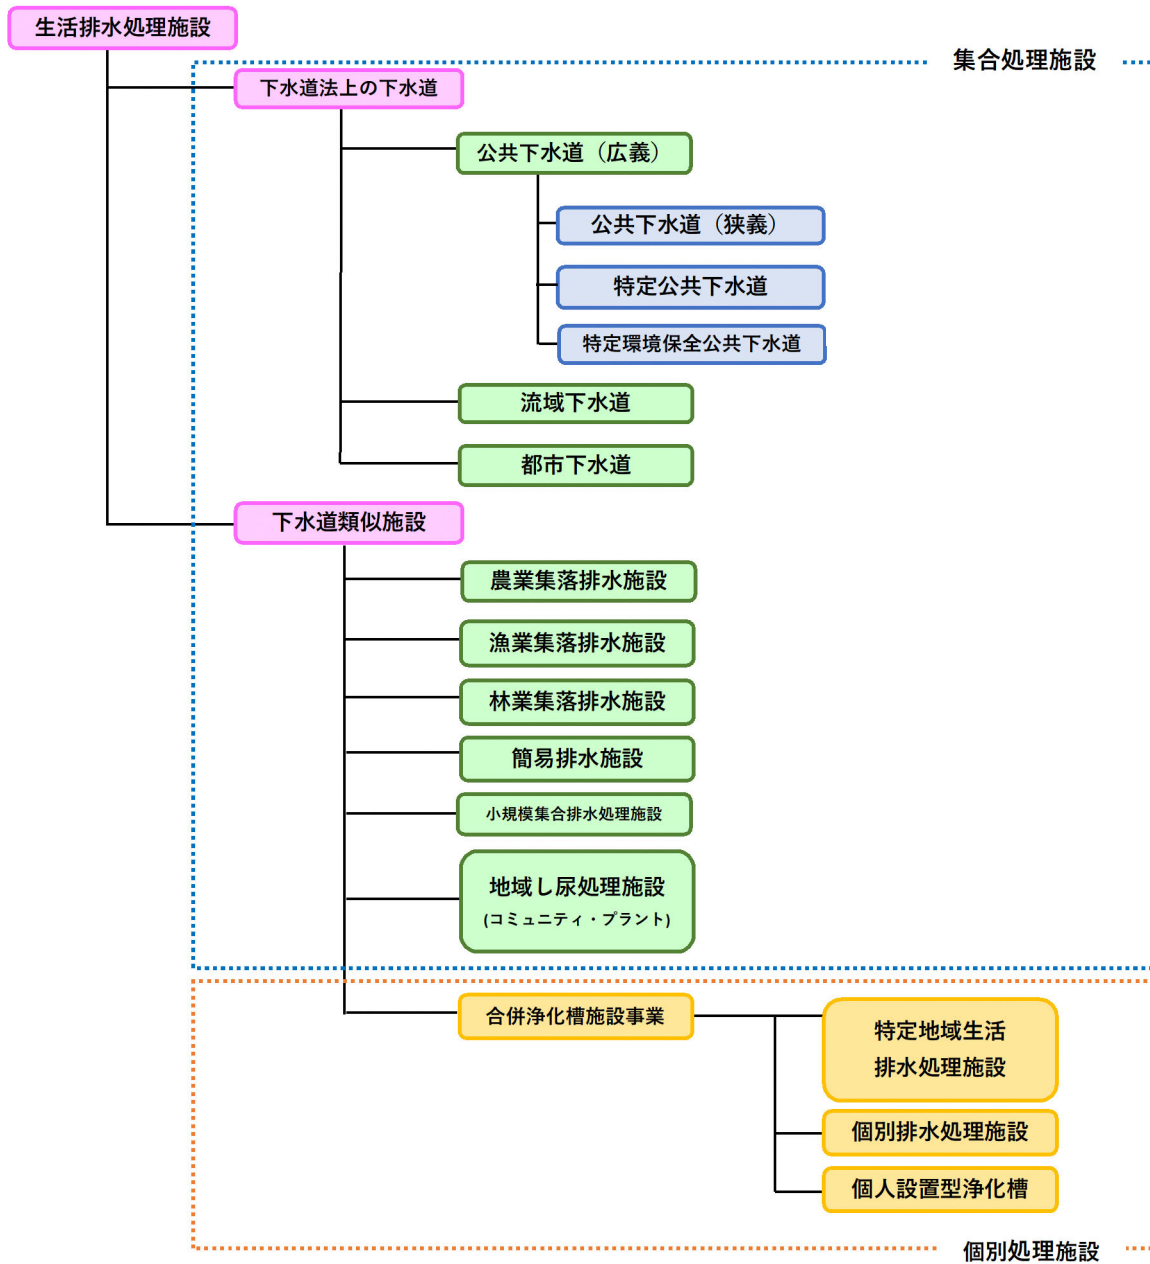 生活排水処理施設
集合処理施設
下水道法上の下水道
公共下水道（広義）
公共下水道（狭義）
特定公共下水道
特定環境保全公共下水道
流域下水道
都市下水道
下水道類似施設
農業集落排水施設
漁業集落排水施設
林業集落排水施設
簡易排水施設
小規模集合排水処理施設
地域し尿処理施設
(コミュニティ・プラント)
合併浄化槽施設事業
特定地域生活
排水処理施設
個別排水処理施設
個人設置型浄化槽
個別処理施設